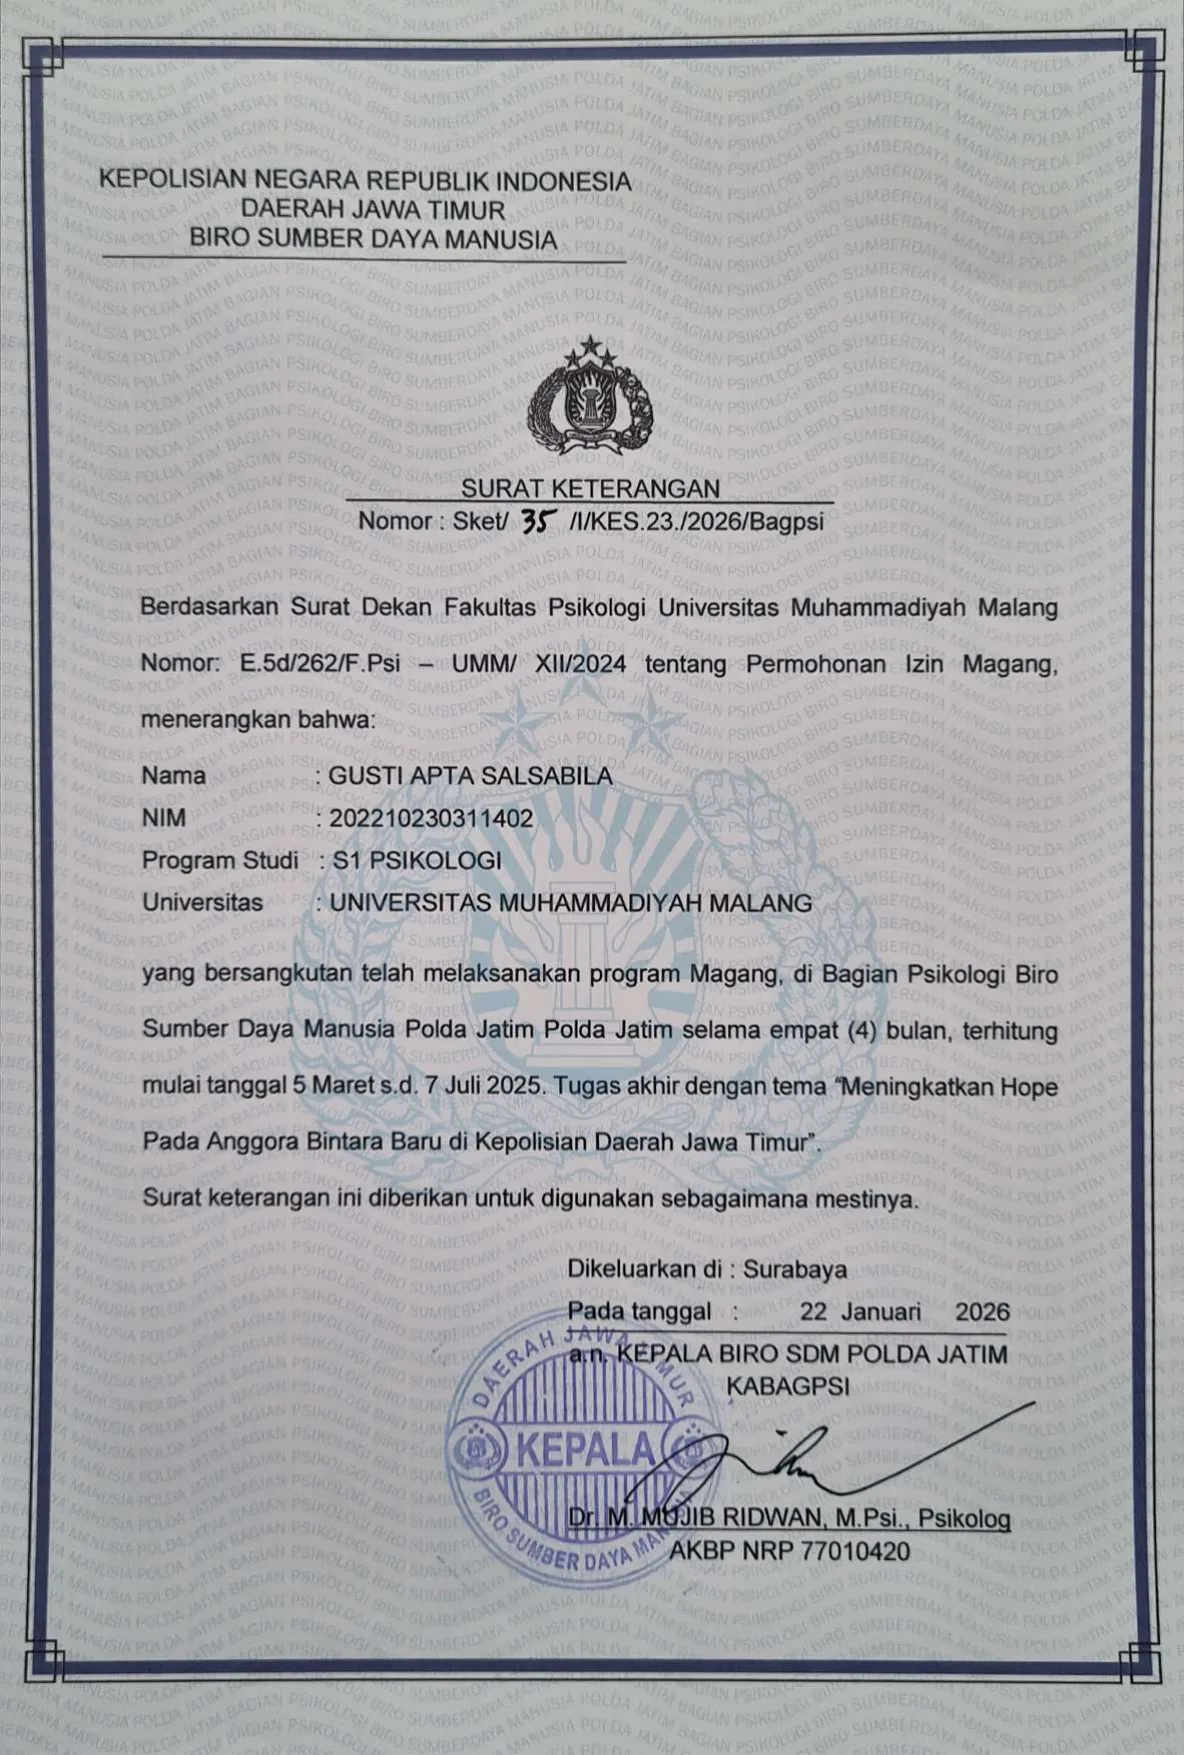 KEPOLISIAN NEGARA REPUBLIK INDONESIA
DAERAH JAWA TIMUR
BIRO SUMBER DAYA MANUSIA
SURAT KETERANGAN
Nomor : Sket/ 35 /I/KES.23./2026/Bagpsi
Berdasarkan Surat Dekan Fakultas Psikologi Universitas Muhammadiyah Malang
Nomor: E.5d/262/F.Psi – UMM/ XII/2024 tentang Permohonan Izin Magang,
menerangkan bahwa:
Nama : GUSTI APTA SALSABILA
NIM : 202210230311402
Program Studi : S1 PSIKOLOGI
Universitas : UNIVERSITAS MUHAMMADIYAH MALANG
yang bersangkutan telah melaksanakan program Magang, di Bagian Psikologi Biro
Sumber Daya Manusia Polda Jatim Polda Jatim selama empat (4) bulan, terhitung
mulai tanggal 5 Maret s.d. 7 Juli 2025. Tugas akhir dengan tema “Meningkatkan Hope
Pada Anggora Bintara Baru di Kepolisian Daerah Jawa Timur”.
Surat keterangan ini diberikan untuk digunakan sebagaimana mestinya.
Dikeluarkan di : Surabaya
Pada tanggal : 22 Januari 2026
a.n. KEPALA BIRO SDM POLDA JATIM
KABAGPSI
DAERAH JAWA TIMUR
KEPALA
BIRO SUMBER DAYA MANUSIA
Dr. M. MUJIB RIDWAN, M.Psi., Psikolog
AKBP NRP 77010420